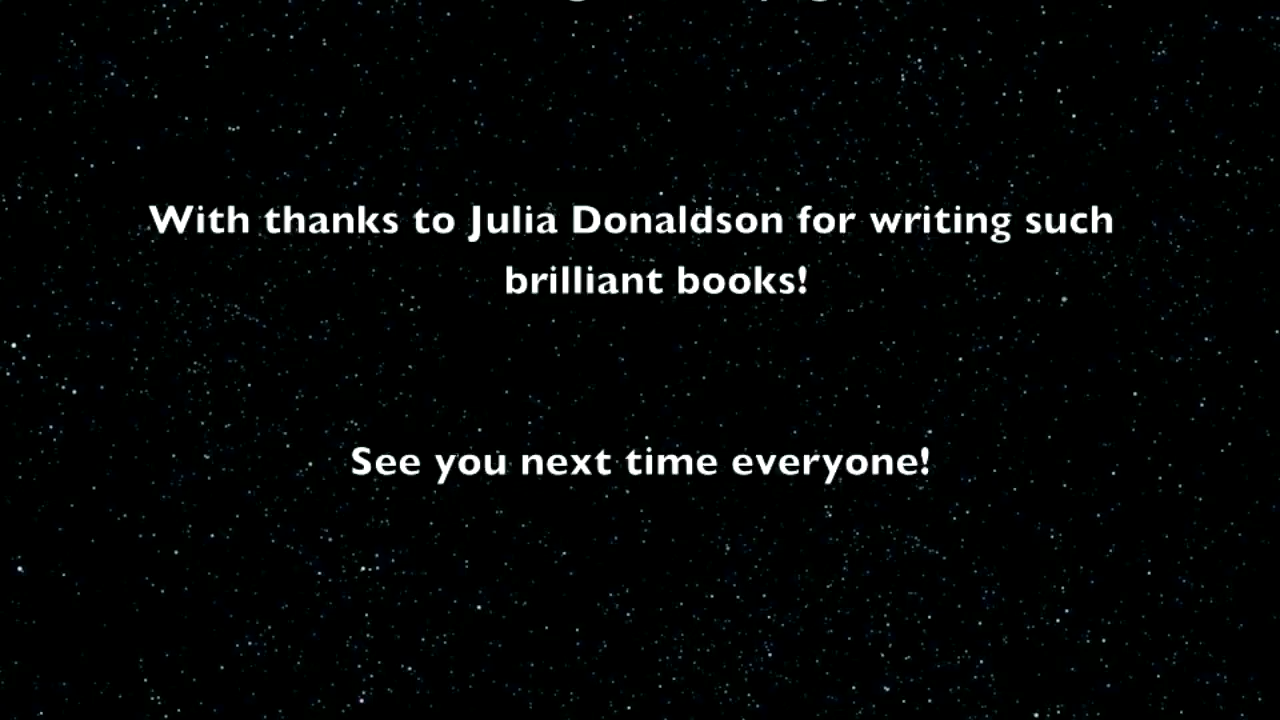 With thanks to Julia Donaldson for writing such
brilliant books!
See you next time everyone!